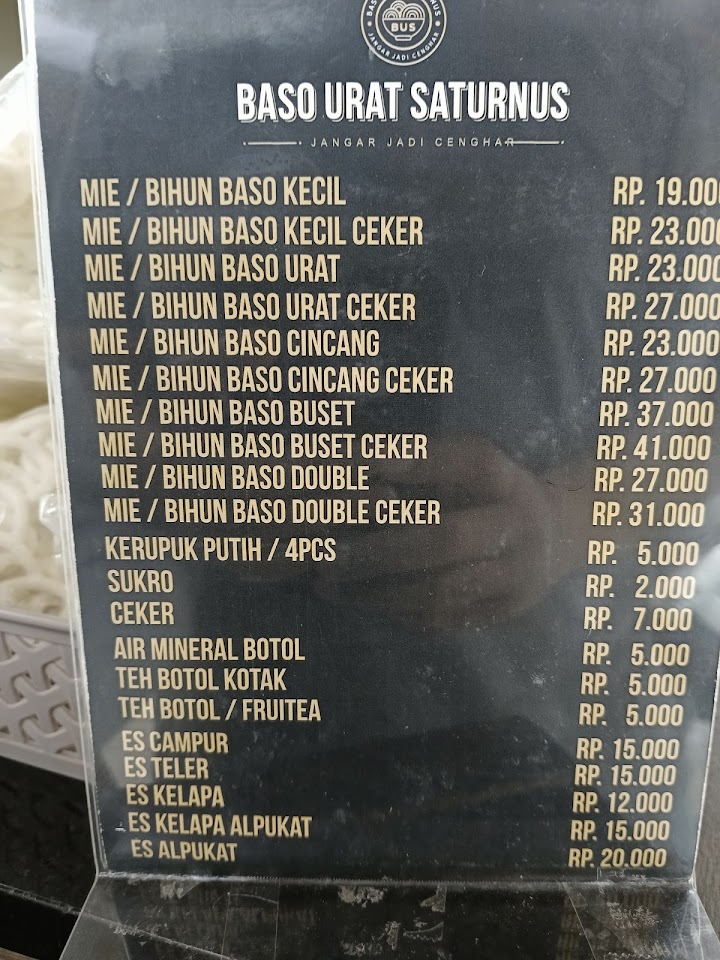 BUS
JANGAR JADI CENGHAR
BASO URAT SATURNUS
JANGAR JADI CENGHAR
MIE / BIHUN BASO KECIL RP. 19.00
MIE / BIHUN BASO KECIL CEKER RP. 23.000
MIE / BIHUN BASO URAT RP. 23.000
MIE / BIHUN BASO URAT CEKER RP. 27.000
MIE / BIHUN BASO CINCANG RP. 23.000
MIE / BIHUN BASO CINCANG CEKER RP. 27.000
MIE / BIHUN BASO BUSET RP. 37.000
MIE / BIHUN BASO BUSET CEKER RP. 41.000
MIE / BIHUN BASO DOUBLE RP. 27.000
MIE / BIHUN BASO DOUBLE CEKER RP. 31.000
KERUPUK PUTIH / 4PCS RP. 5.000
SUKRO RP. 2.000
CEKER RP. 7.000
AIR MINERAL BOTOL RP. 5.000
TEH BOTOL KOTAK RP. 5.000
TEH BOTOL / FRUITEA RP. 5.000
ES CAMPUR RP. 15.000
ES TELER RP. 15.000
ES KELAPA RP. 12.000
ES KELAPA ALPUKAT RP. 15.000
ES ALPUKAT RP. 20.000